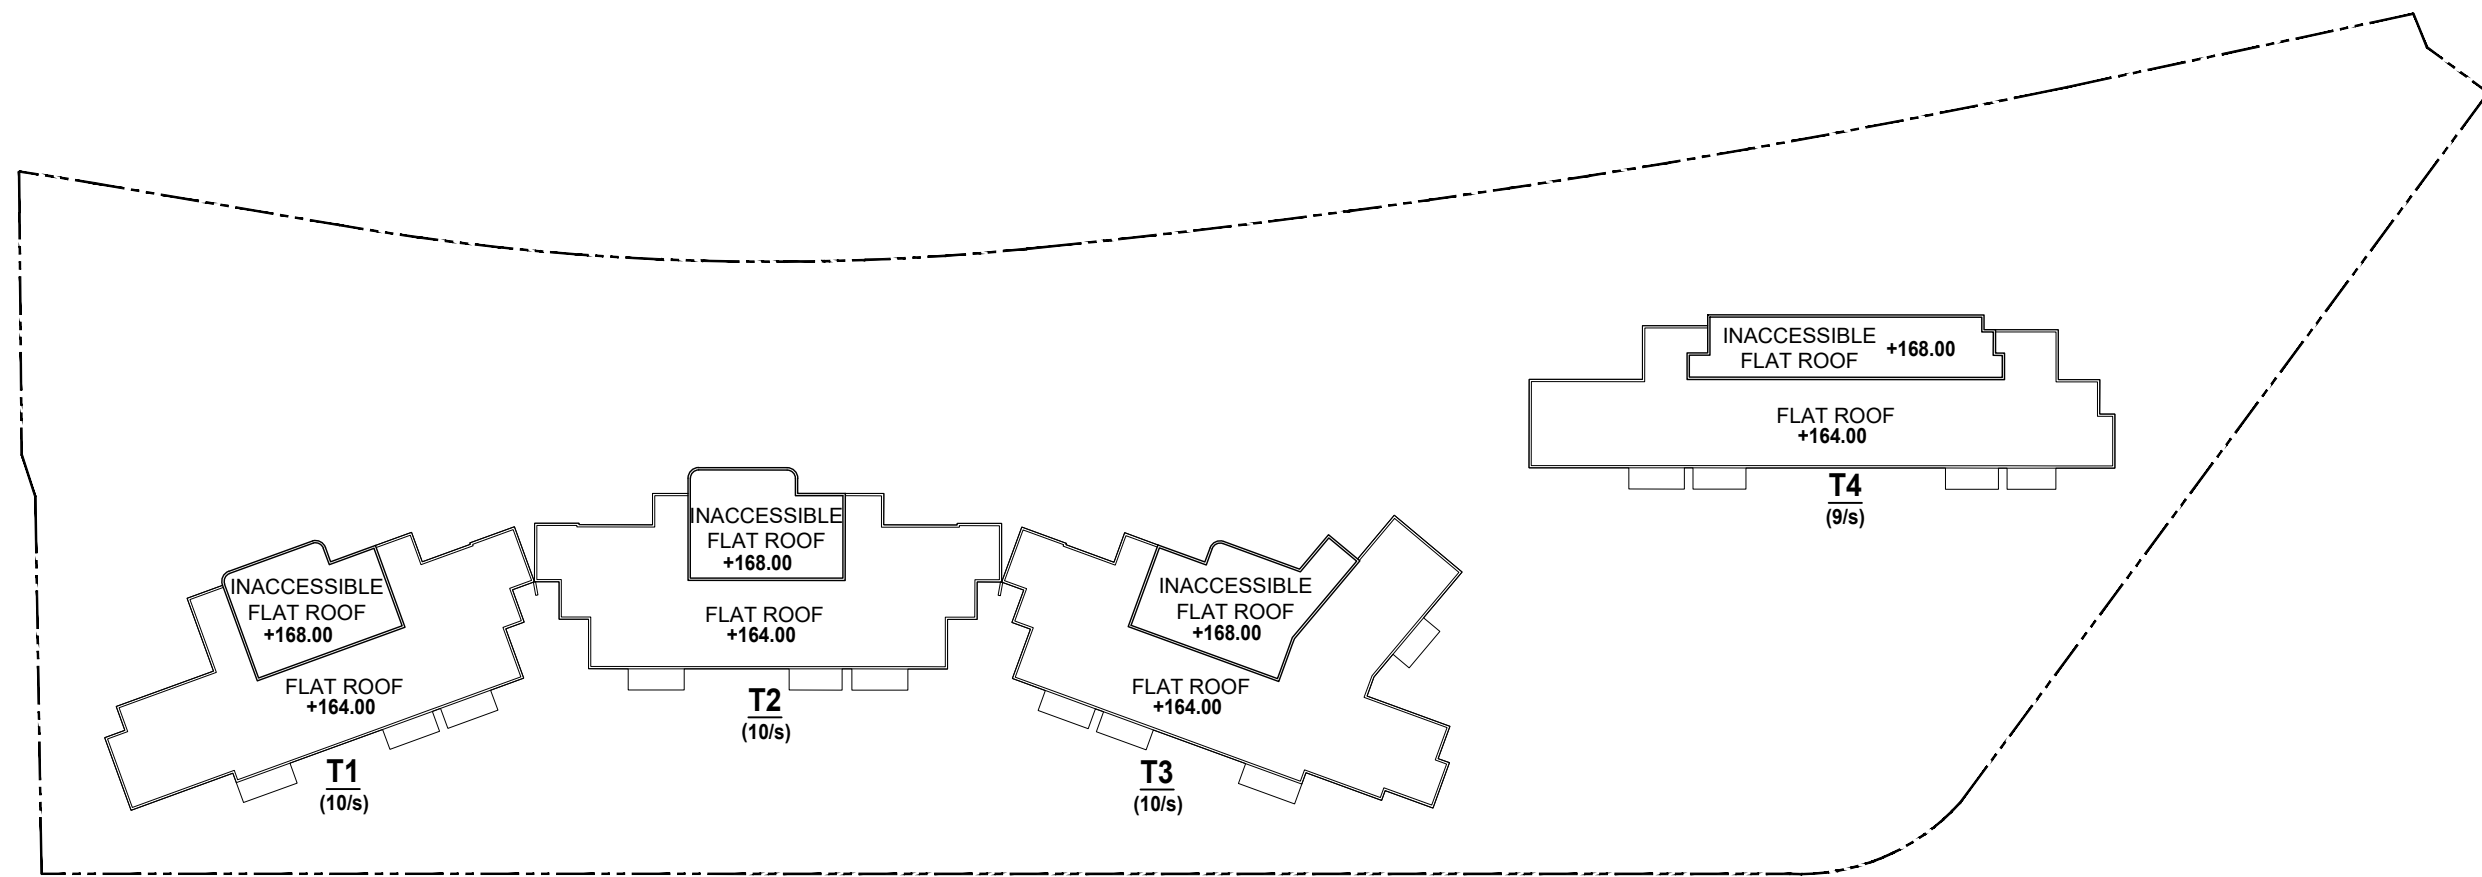 INACCESSIBLE
FLAT ROOF
+168.00
FLAT ROOF
+164.00
T4
(9/s)
INACCESSIBLE
FLAT ROOF
+168.00
FLAT ROOF
+164.00
T1
(10/s)
INACCESSIBLE
FLAT ROOF
+168.00
FLAT ROOF
+164.00
T2
(10/s)
INACCESSIBLE
FLAT ROOF
+168.00
FLAT ROOF
+164.00
T3
(10/s)